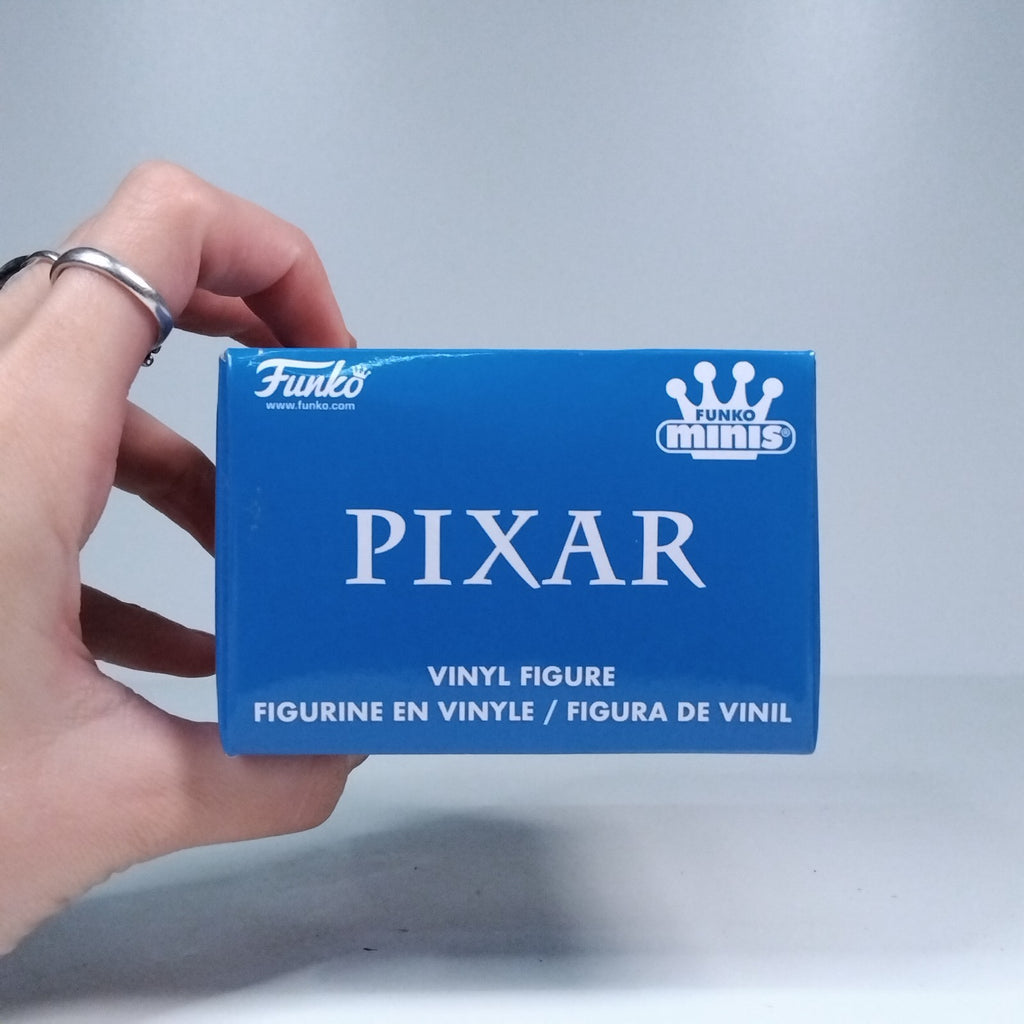 Funko
www.funko.com
FUNKO
minis®
PIXAR
VINYL FIGURE
FIGURINE EN VINYLE / FIGURA DE VINIL